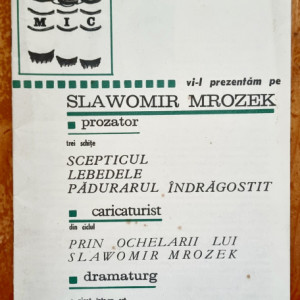 MIC
vi-l prezentăm pe
SLAWOMIR MROZEK
prozator
trei schițe
SCEPTICUL
LEBEDELE
PĂDURARUL ÎNDRĂGOSTIT
caricaturist
din ciclul
PRIN OCHELARII LUI
SLAWOMIR MROZEK
dramaturg